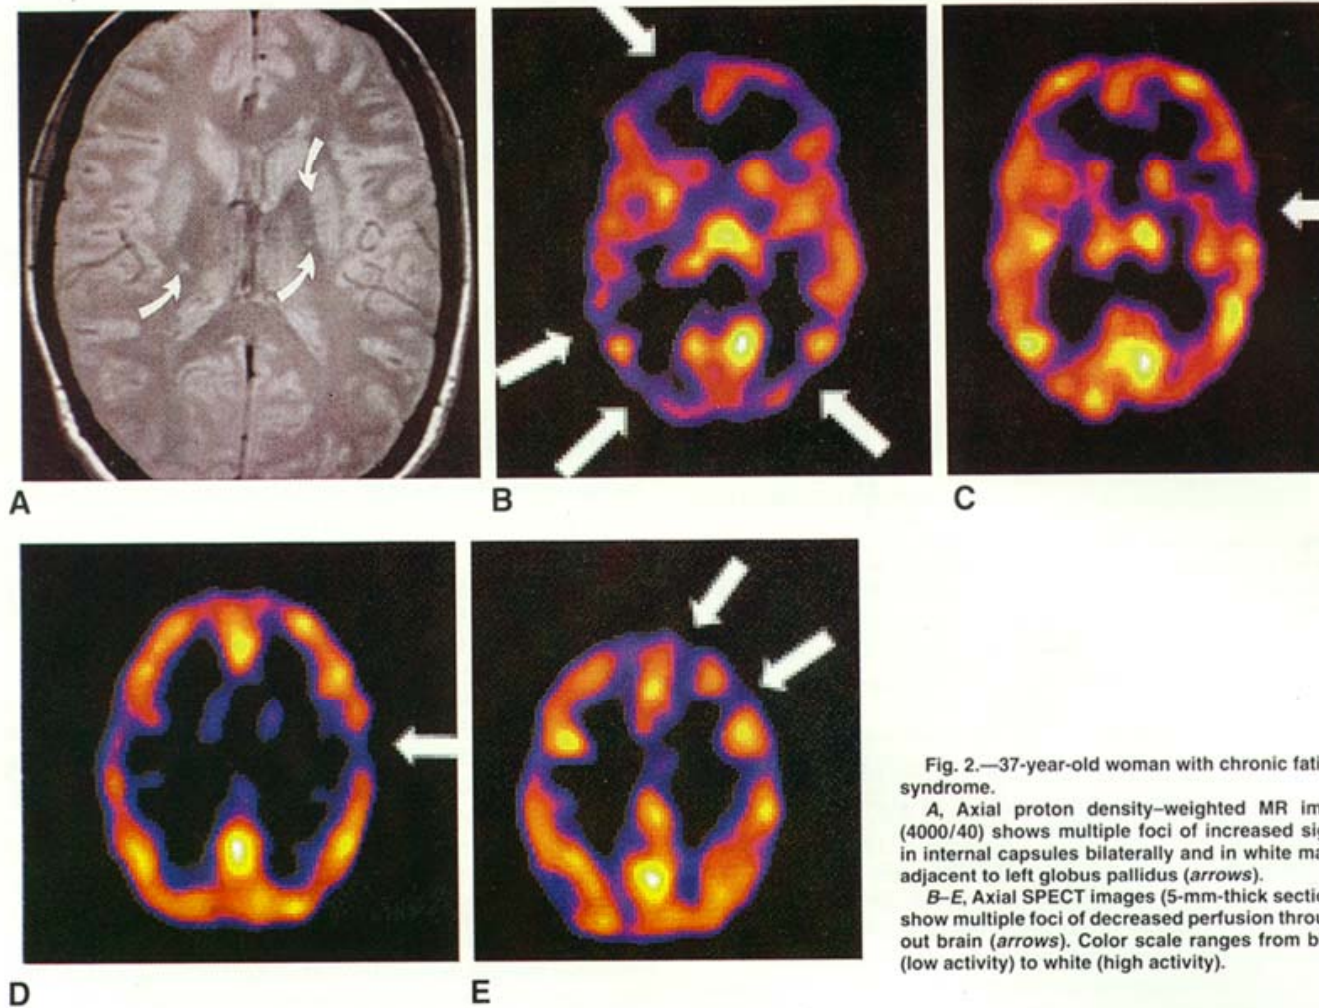 A
B
C
D
E
Fig. 2.—37-year-old woman with chronic fati
syndrome.
A, Axial proton density–weighted MR im
(4000/40) shows multiple foci of increased sig
in internal capsules bilaterally and in white ma
adjacent to left globus pallidus (arrows).
B–E, Axial SPECT images (5-mm-thick sectic
show multiple foci of decreased perfusion throu
out brain (arrows). Color scale ranges from b
(low activity) to white (high activity).